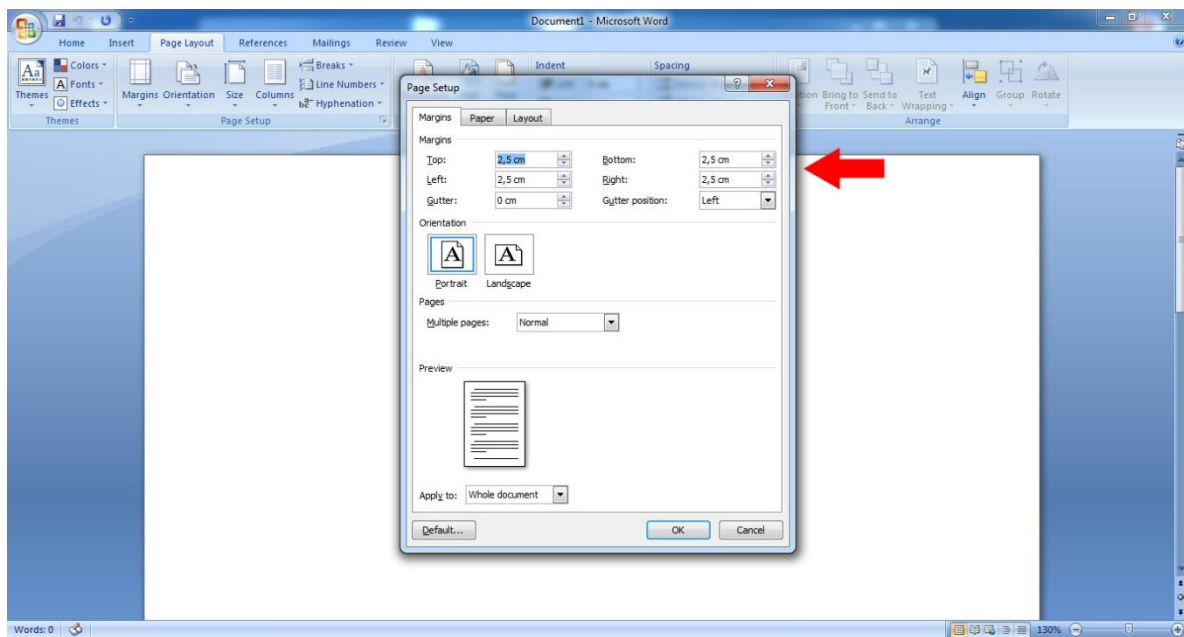 Document1 - Microsoft Word
Home Insert Page Layout References Mailings Review View
Colors Breaks Indent Spacing
Fonts Line Numbers
Themes Effects Margins Orientation Size Columns Hyphenation
Bring to Front Send to Back Text Wrapping Align Group Rotate
Themes Page Setup Arrange
Page Setup
Margins Paper Layout
Margins
Top: 2,5 cm Bottom: 2,5 cm
Left: 2,5 cm Right: 2,5 cm
Gutter: 0 cm Gutter position: Left
Orientation
Portrait Landscape
Pages
Multiple pages: Normal
Preview
Apply to: Whole document
Default... OK Cancel
Words: 0 130%